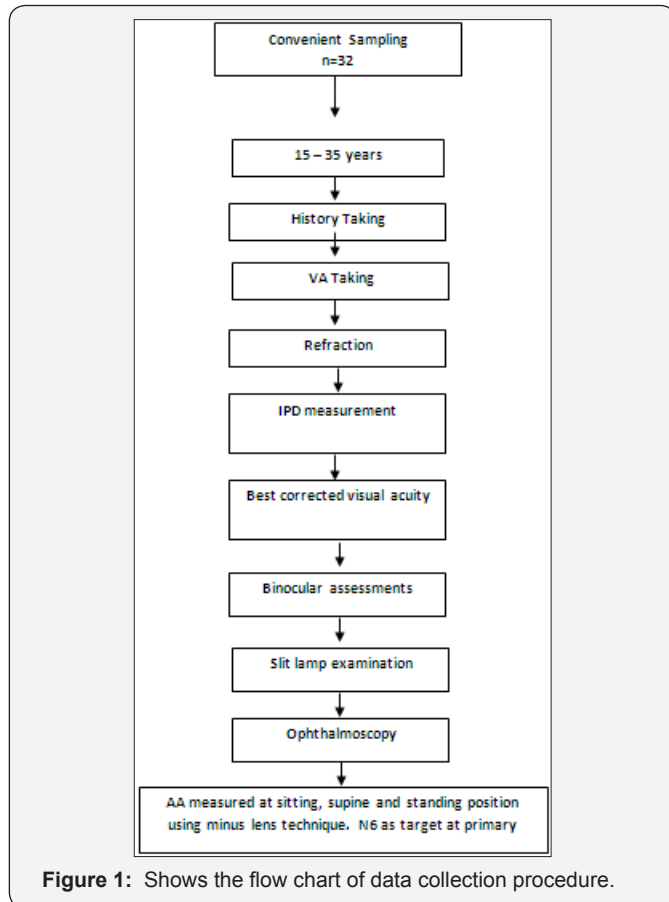 Convenient Sampling
n=32
15 – 35 years
History Taking
VA Taking
Refraction
IPD measurement
Best corrected visual acuity
Binocular assessments
Slit lamp examination
Ophthalmoscopy
AA measured at sitting, supine and standing position
using minus lens technique. N6 as target at primary
Figure 1: Shows the flow chart of data collection procedure.